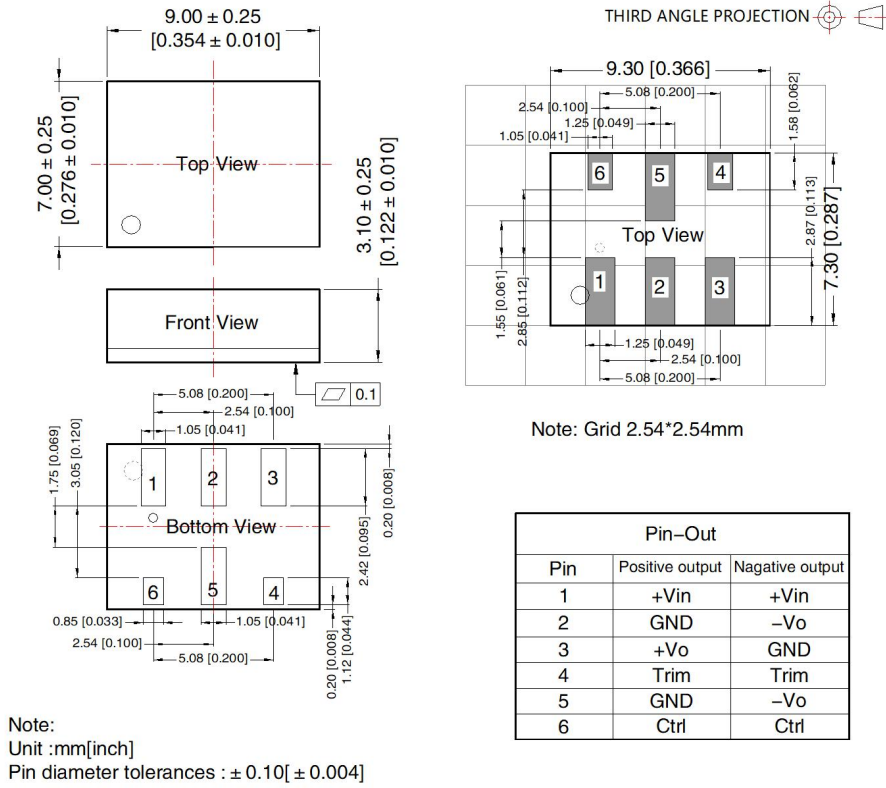 THIRD ANGLE PROJECTION
9.00 ± 0.25
[0.354 ± 0.010]
7.00 ± 0.25
[0.276 ± 0.010]
Top View
3.10 ± 0.25
[0.122 ± 0.010]
Front View
0.1
5.08 [0.200]
2.54 [0.100]
1.05 [0.041]
1.75 [0.069]
3.05 [0.120]
1
2
3
Bottom View
0.20 [0.008]
2.42 [0.095]
6
5
4
0.85 [0.033]
1.05 [0.041]
2.54 [0.100]
5.08 [0.200]
0.20 [0.008]
1.12 [0.044]
9.30 [0.366]
5.08 [0.200]
2.54 [0.100]
1.25 [0.049]
1.05 [0.041]
1.58 [0.062]
6
5
4
Top View
2.87 [0.113]
7.30 [0.287]
1.55 [0.061]
2.85 [0.112]
1
2
3
1.25 [0.049]
2.54 [0.100]
5.08 [0.200]
Note: Grid 2.54*2.54mm
Pin-Out
Pin Positive output Nagative output
1 +Vin +Vin
2 GND -Vo
3 +Vo GND
4 Trim Trim
5 GND -Vo
6 Ctrl Ctrl
Note:
Unit :mm[inch]
Pin diameter tolerances : ± 0.10[ ± 0.004]